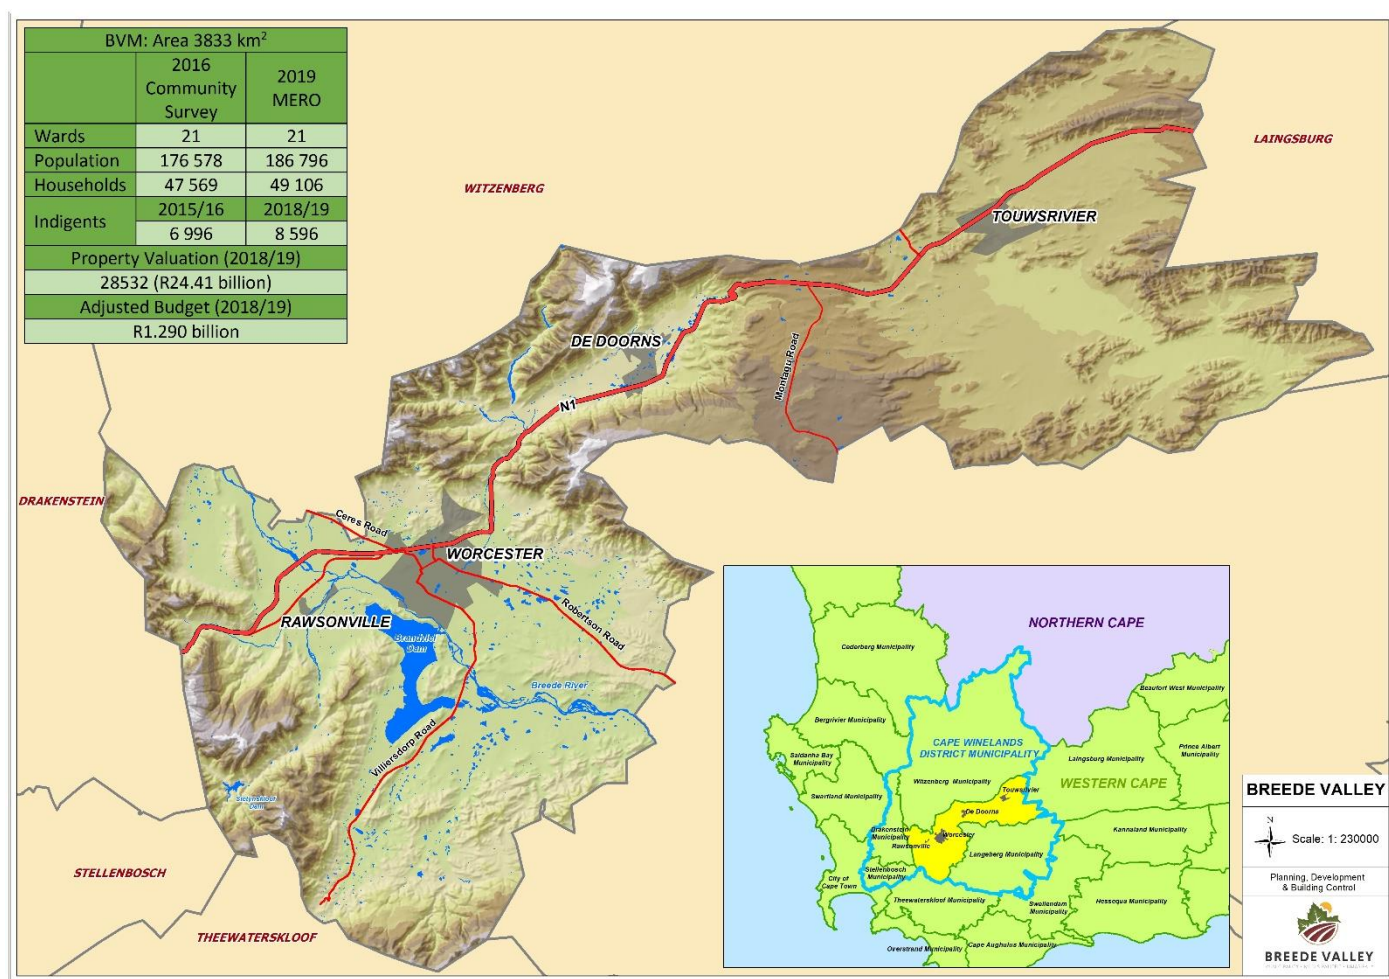 BVM: Area 3833 km²
2016 Community Survey
2019 MERO
Wards 21 21
Population 176 578 186 796
Households 47 569 49 106
Indigents 2015/16 2018/19
6 996 8 596
Property Valuation (2018/19)
28532 (R24.41 billion)
Adjusted Budget (2018/19)
R1.290 billion
LAINGSBURG
WITZENBERG
TOUWSRIVIER
DE DOORNS
Montagu Road
N1
DRAKENSTEIN
Ceres Road
WORCESTER
RAWSONVILLE
Brandvlei Dam
Robertson Road
Breede River
Villiersdorp Road
Stettynskloof Dam
STELLENBOSCH
THEEWATERSKLOOF
NORTHERN CAPE
Cederberg Municipality
Beaufort West Municipality
Bergrivier Municipality
CAPE WINELANDS
DISTRICT MUNICIPALITY
Prince Albert
Municipality
Saldanha Bay
Municipality
Laingsburg Municipality
Witzenberg Municipality
WESTERN CAPE
Swartland Municipality
Touwsrivier
De Doorns
Drakenstein
Municipality
Worcester
Rawsonville
Kannaland Municipality
Langeberg Municipality
Stellenbosch
Municipality
City of
Cape Town
Theewaterskloof Municipality
Swellendam
Municipality
Hessequa Municipality
Overstrand Municipality
Cape Agulhas Municipality
BREEDE VALLEY
N
Scale: 1: 230000
Planning, Development
& Building Control
BREEDE VALLEY